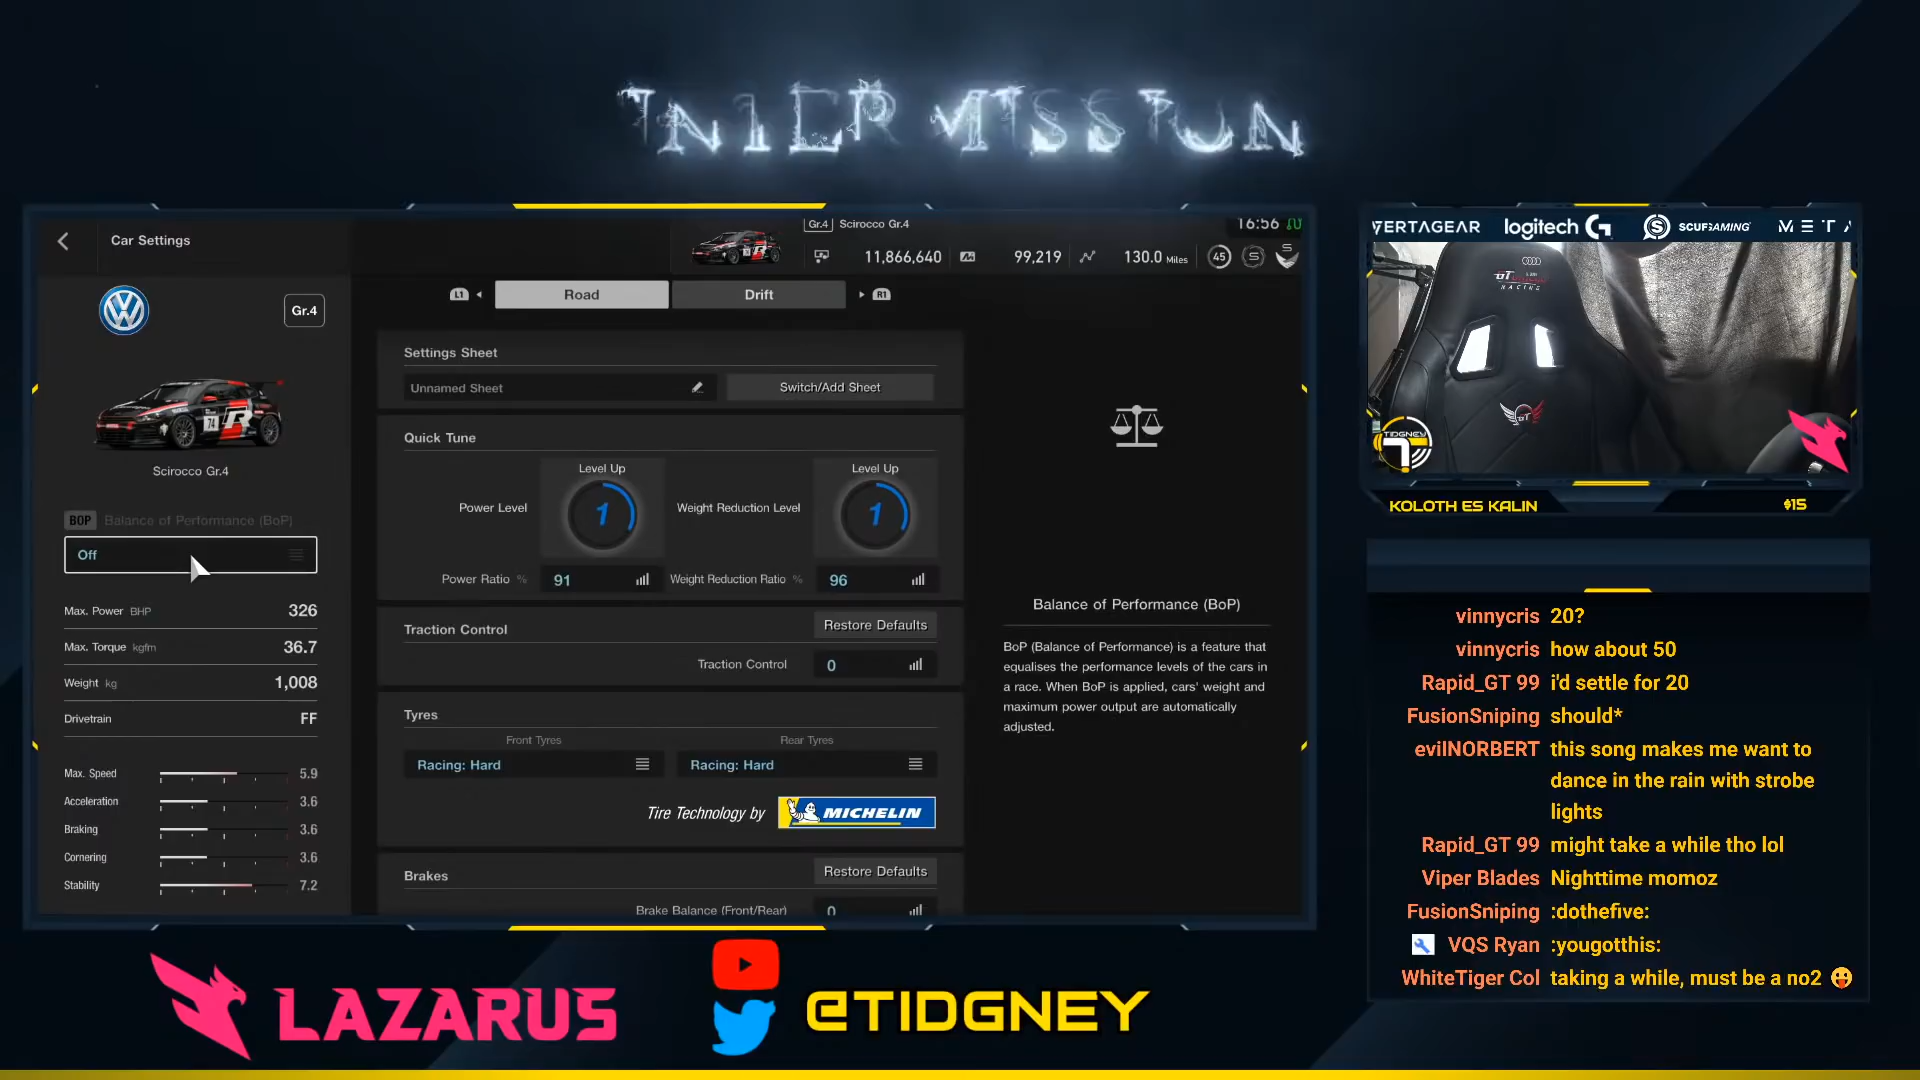 INTERMISSION
Car Settings
Gr.4 Scirocco Gr.4
16:56
11,866,640
99,219
130.0 Miles
45
S
Gr.4
Scirocco Gr.4
BOP Balance of Performance (BoP)
Off
Max. Power BHP 326
Max. Torque kgfm 36.7
Weight kg 1,008
Drivetrain FF
Max. Speed 5.9
Acceleration 3.6
Braking 3.6
Cornering 3.6
Stability 7.2
L1 Road Drift R1
Settings Sheet
Unnamed Sheet Switch/Add Sheet
Quick Tune
Level Up Level Up
Power Level 1 Weight Reduction Level 1
Power Ratio % 91 Weight Reduction Ratio % 96
Traction Control Restore Defaults
Traction Control 0
Tyres
Front Tyres Rear Tyres
Racing: Hard Racing: Hard
Tire Technology by MICHELIN
Brakes Restore Defaults
Brake Balance (Front/Rear) 0
Balance of Performance (BoP)
BoP (Balance of Performance) is a feature that
equalises the performance levels of the cars in
a race. When BoP is applied, cars' weight and
maximum power output are automatically
adjusted.
VERTAGEAR logitech G SCUFGAMING META
GT
RACING
GT
TIDGNEY
KOLOTH ES KALIN $15
vinnycris 20?
vinnycris how about 50
Rapid_GT 99 i'd settle for 20
FusionSniping should*
evilNORBERT this song makes me want to
dance in the rain with strobe
lights
Rapid_GT 99 might take a while tho lol
Viper Blades Nighttime momoz
FusionSniping :dothefive:
VQS Ryan :yougotthis:
WhiteTiger Col taking a while, must be a no2 😛
LAZARUS
@TIDGNEY